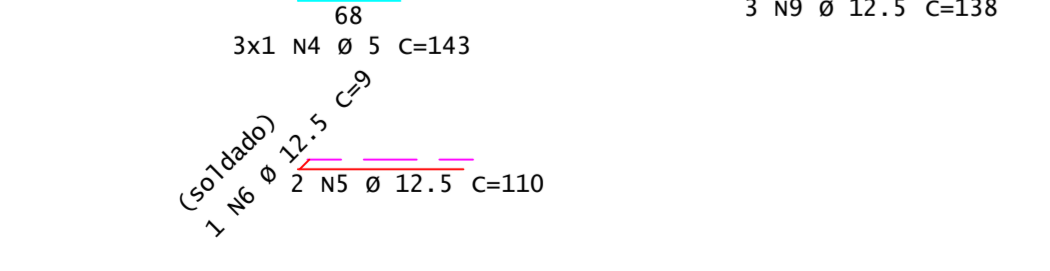 68
3 N9 Ø 12.5 C=138
3x1 N4 Ø 5 C=143
(soldado)
1 N6 Ø 12.5 C=9
2 N5 Ø 12.5 C=110